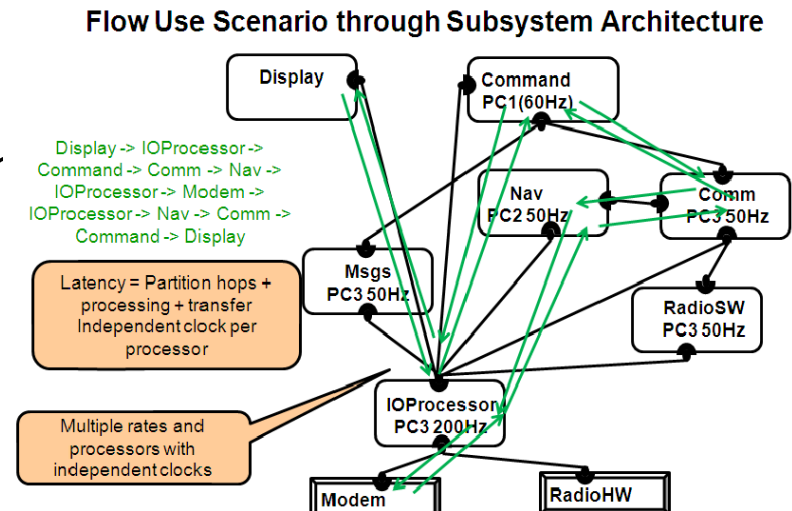 Flow Use Scenario through Subsystem Architecture
Display
Command
PC1(60Hz)
Display -> IOProcessor ->
Command -> Comm -> Nav ->
IOProcessor -> Modem ->
IOProcessor -> Nav -> Comm ->
Command -> Display
Nav
PC2 50Hz
Comm
PC3 50Hz
Latency = Partition hops +
processing + transfer
Independent clock per
processor
Msgs
PC3 50Hz
RadioSW
PC3 50Hz
IOProcessor
PC3 200Hz
Multiple rates and
processors with
independent clocks
Modem
RadioHW